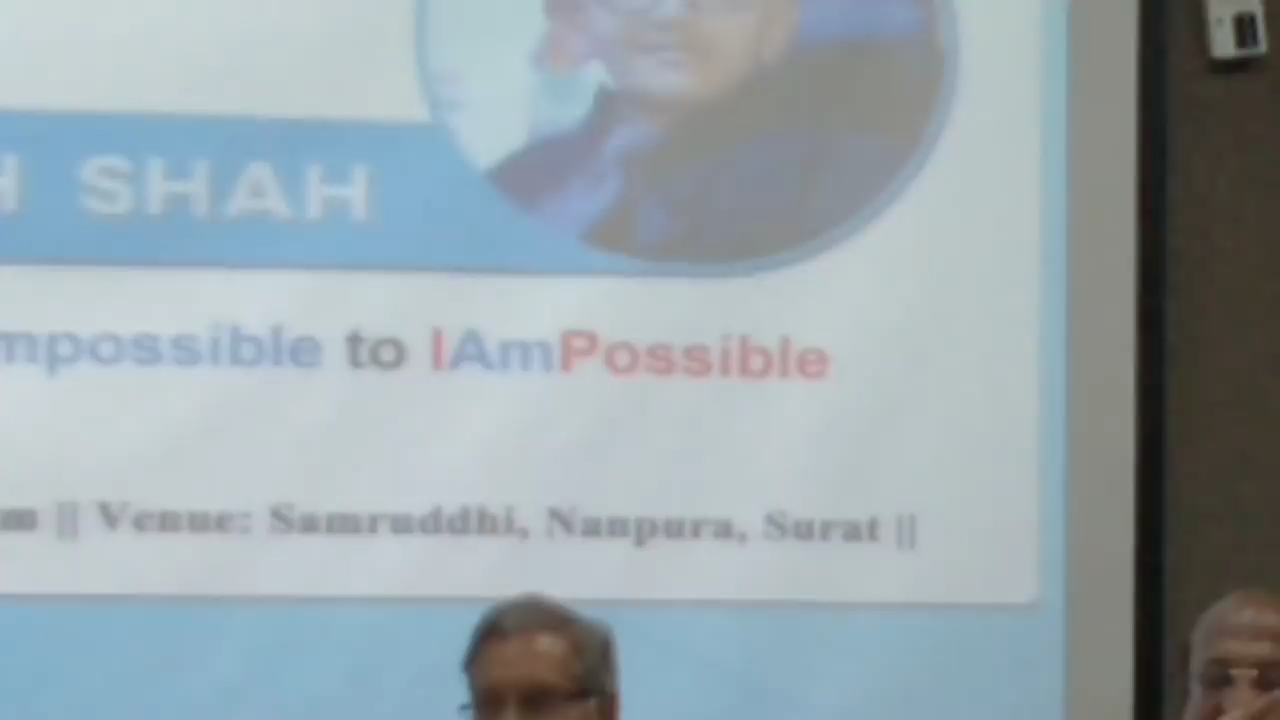 H SHAH
mpossible to IAmPossible
m || Venue: Samruddhi, Nanpura, Surat ||